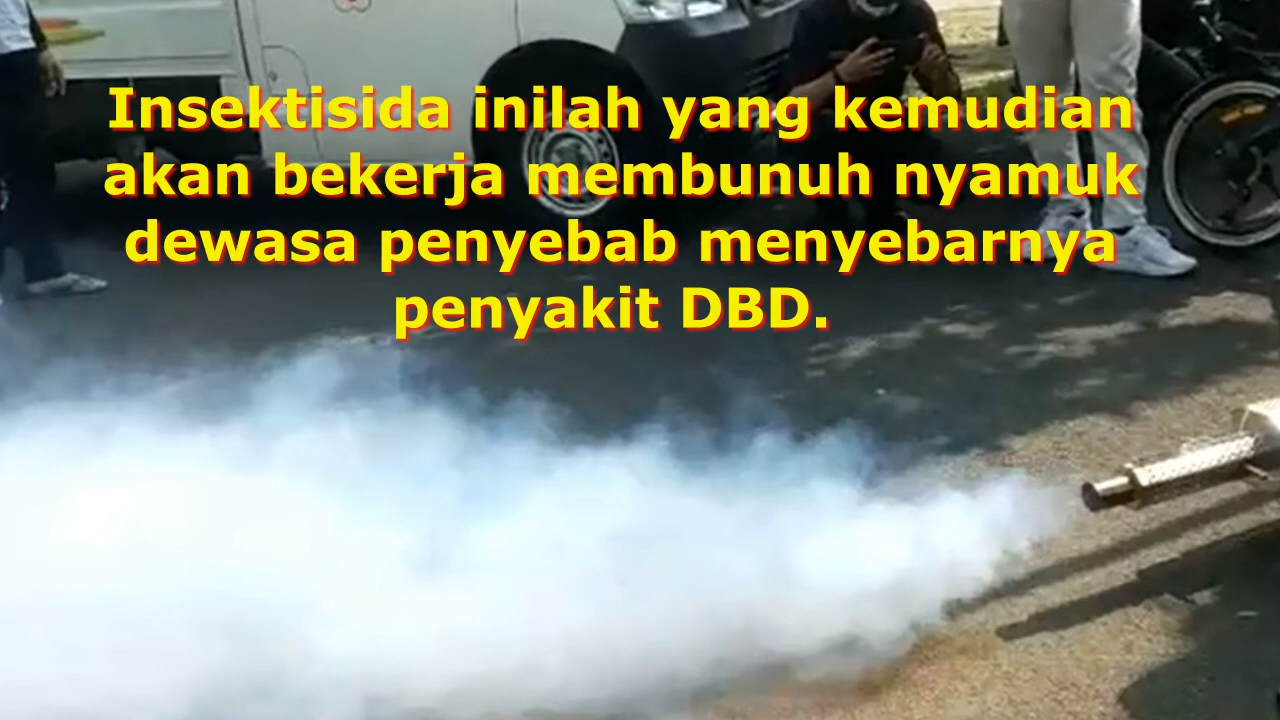 Insektisida inilah yang kemudian
akan bekerja membunuh nyamuk
dewasa penyebab menyebarnya
penyakit DBD.